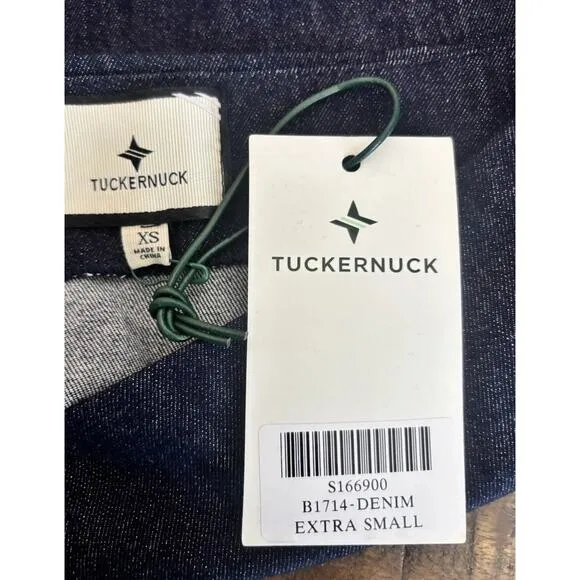 TUCKERNUCK
XS
MADE IN
CHINA
TUCKERNUCK
S166900
B1714-DENIM
EXTRA SMALL